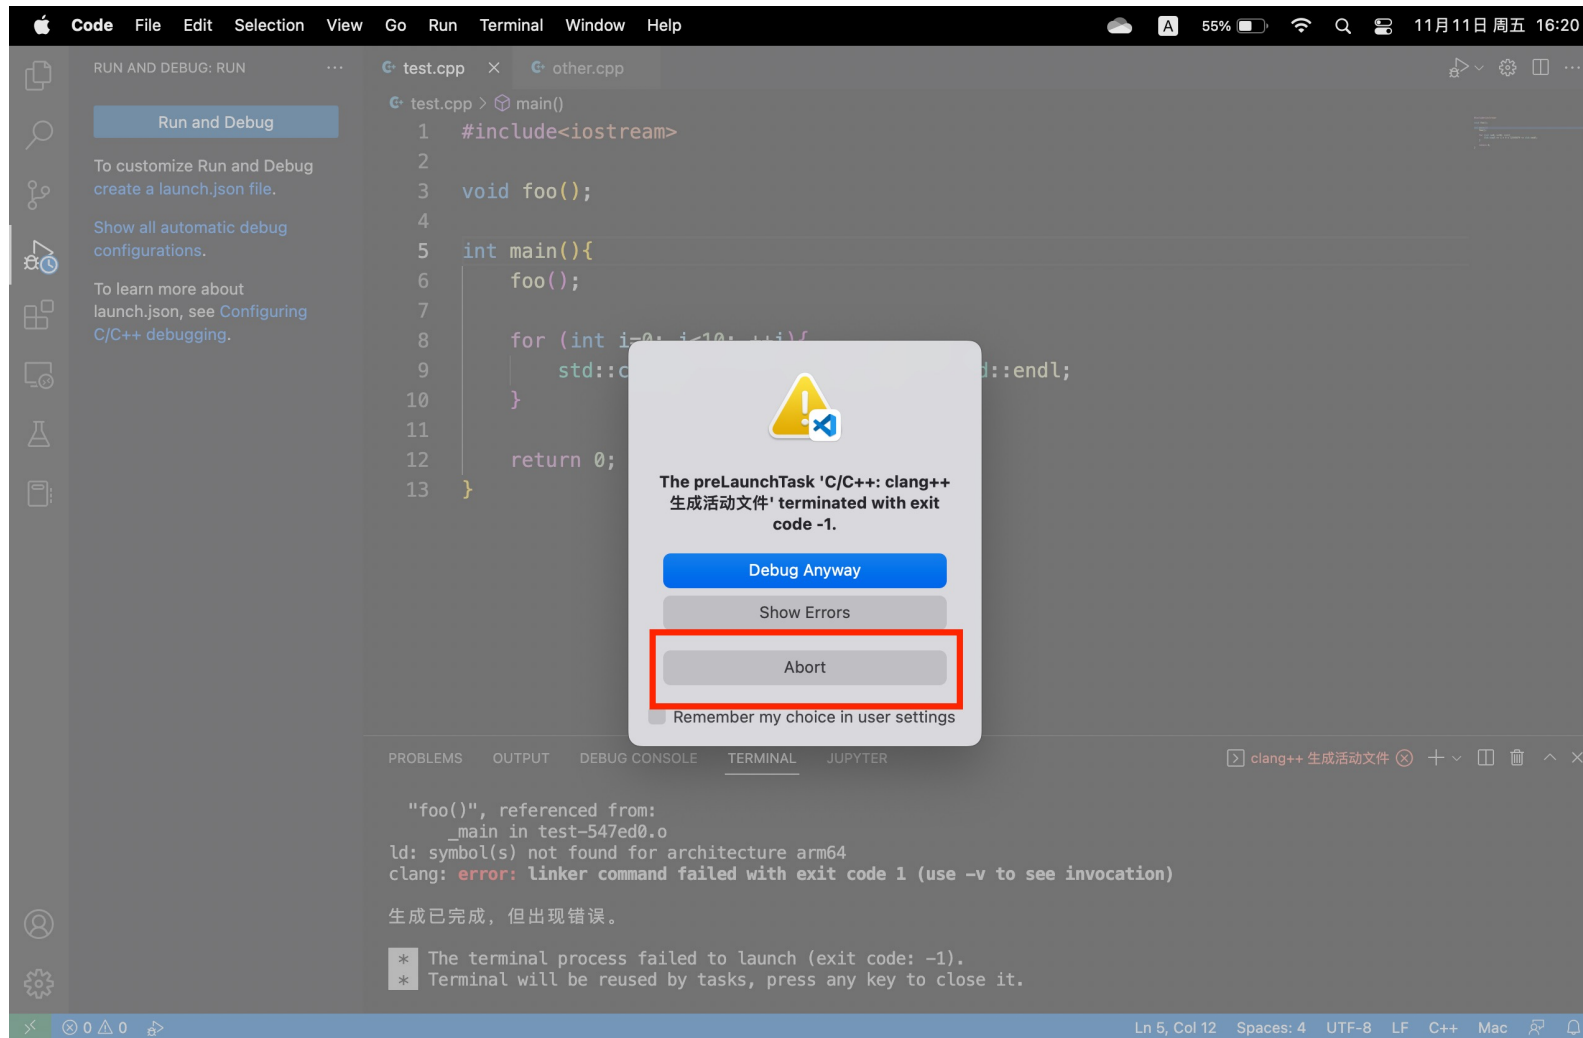 Code File Edit Selection View Go Run Terminal Window Help
A 55% 11月11日 周五 16:20
RUN AND DEBUG: RUN ···
test.cpp × other.cpp
test.cpp > main()
Run and Debug
To customize Run and Debug
create a launch.json file.
Show all automatic debug
configurations.
To learn more about
launch.json, see Configuring
C/C++ debugging.
1 #include<iostream>
2
3 void foo();
4
5 int main(){
6 foo();
7
8 for (int i=0; i<10; ++i){
9 std::c d::endl;
10 }
11
12 return 0;
13 }
The preLaunchTask 'C/C++: clang++
生成活动文件' terminated with exit
code -1.
Debug Anyway
Show Errors
Abort
Remember my choice in user settings
PROBLEMS OUTPUT DEBUG CONSOLE TERMINAL JUPYTER
clang++ 生成活动文件
"foo()", referenced from:
_main in test-547ed0.o
ld: symbol(s) not found for architecture arm64
clang: error: linker command failed with exit code 1 (use -v to see invocation)
生成已完成，但出现错误。
* The terminal process failed to launch (exit code: -1).
* Terminal will be reused by tasks, press any key to close it.
0 0
Ln 5, Col 12 Spaces: 4 UTF-8 LF C++ Mac